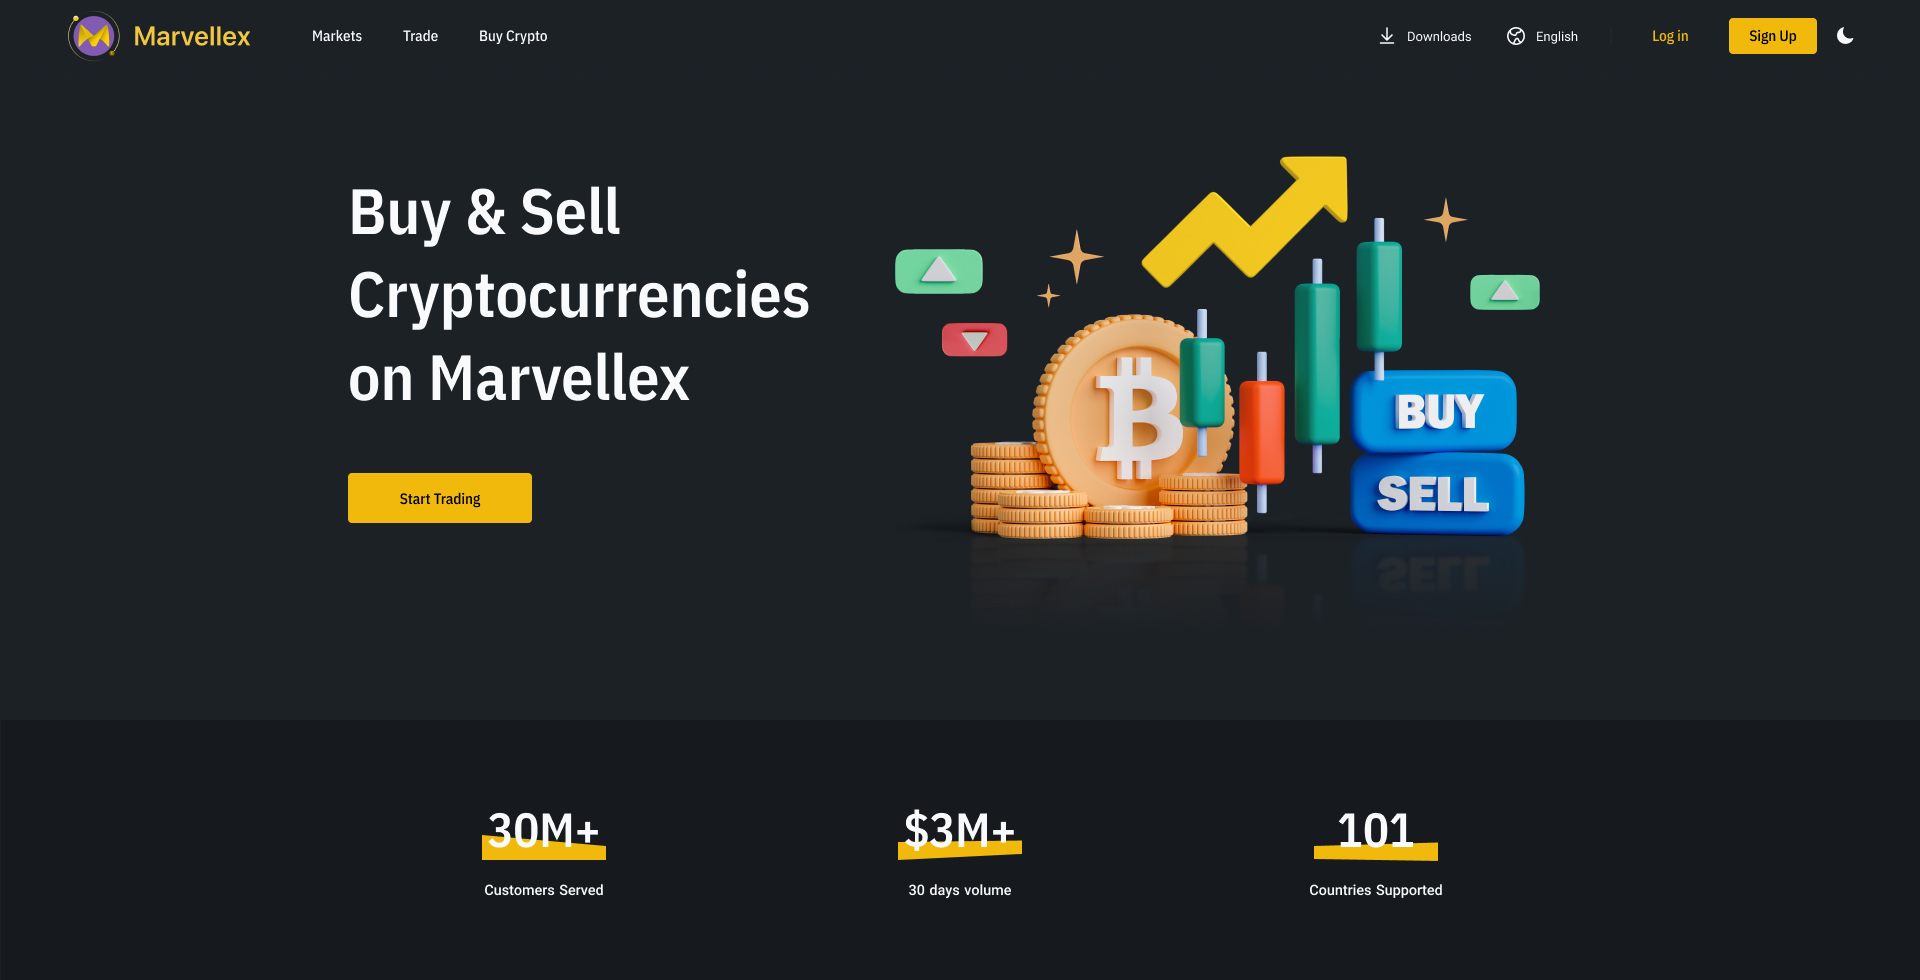 Marvellex
Markets
Trade
Buy Crypto
Downloads
English
Log in
Sign Up
Buy & Sell
Cryptocurrencies
on Marvellex
Start Trading
BUY
SELL
30M+
Customers Served
$3M+
30 days volume
101
Countries Supported